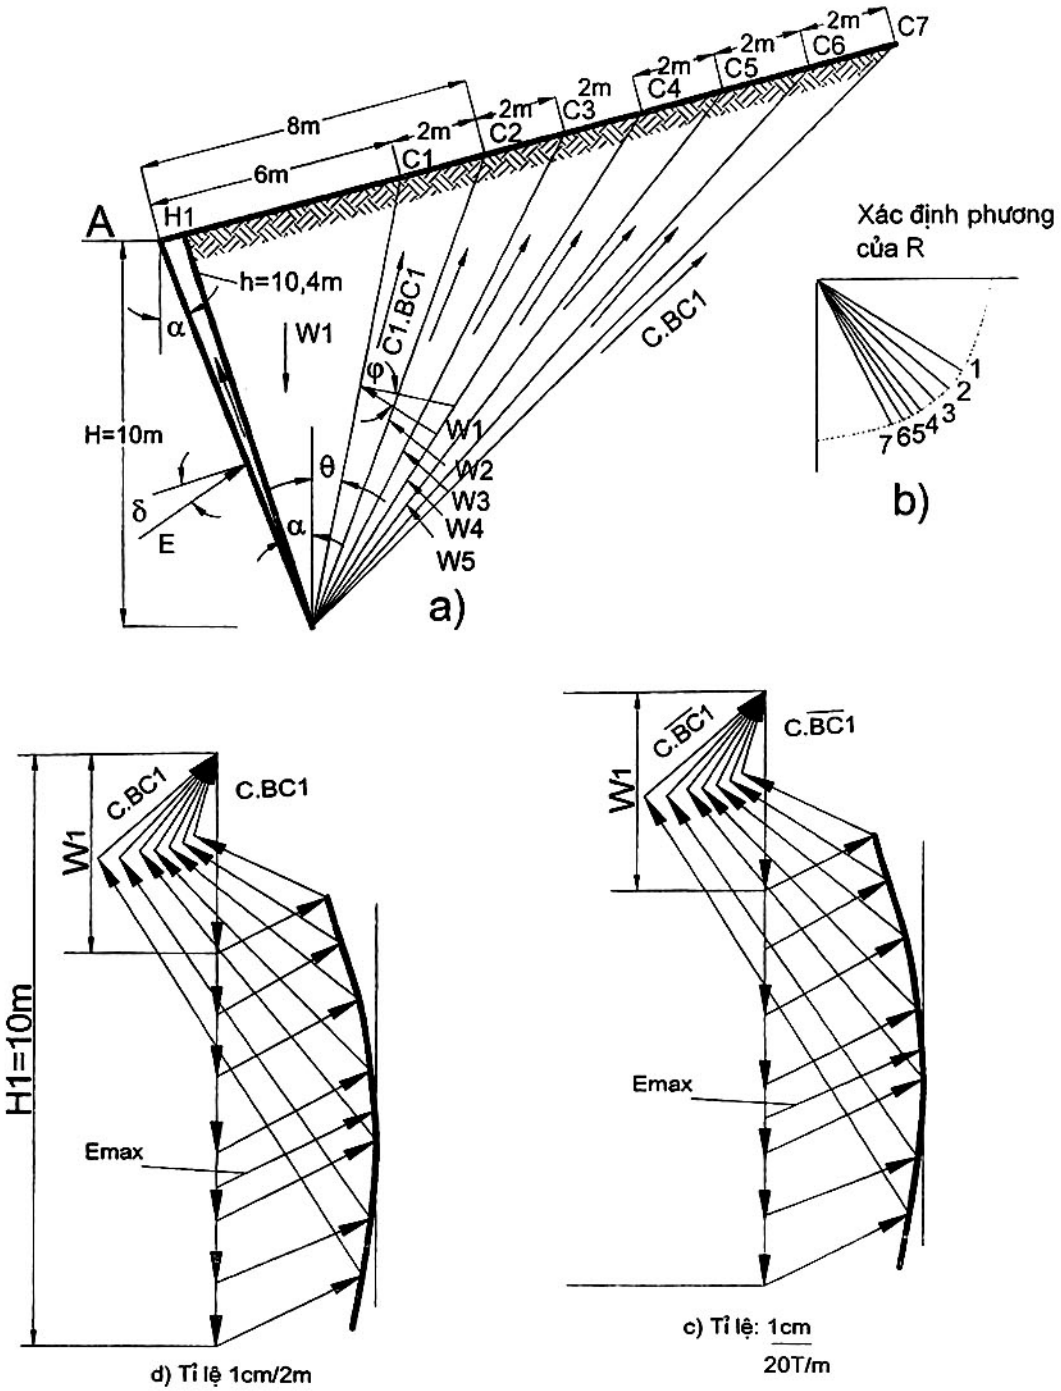 2m
C7
2m
C6
2m
C5
2m
C4
2m
C3
2m
C2
2m
C1
8m
6m
A
H1
h=10,4m
α
W1
C1.BC1
C.BC1
φ
H=10m
θ
δ
E
α
W1
W2
W3
W4
W5
a)
Xác định phương
của R
1
2
3
4
5
6
7
b)
C.BC1
C.BC1
W1
H1=10m
Emax
d) Tỉ lệ 1cm/2m
C.BC1
C.BC1
W1
Emax
c) Tỉ lệ: 1cm
20T/m